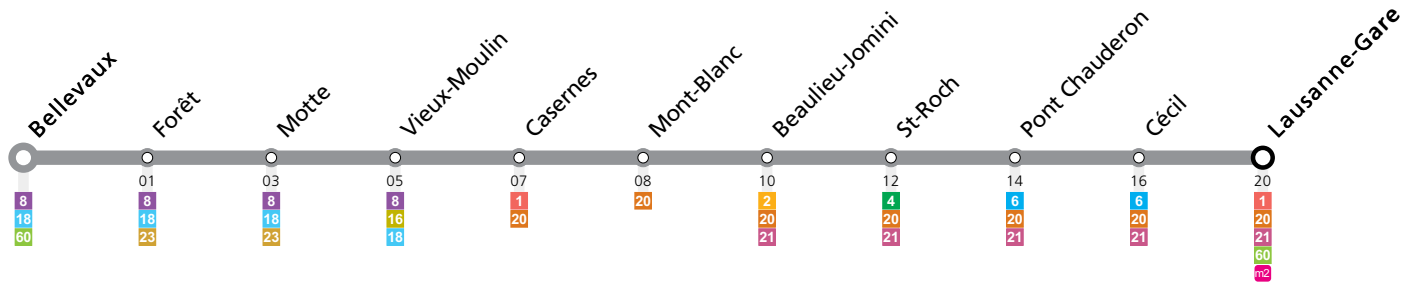 Bellevaux
Forêt
Motte
Vieux-Moulin
Casernes
Mont-Blanc
Beaulieu-Jomini
St-Roch
Pont Chauderon
Cécil
Lausanne-Gare
01 03 05 07 08 10 12 14 16 20
8 8 8 8 1 20 2 4 6 6 1
18 18 18 16 20 20 20 20 20 20
60 23 23 18 21 21 21 21 21
60
m2